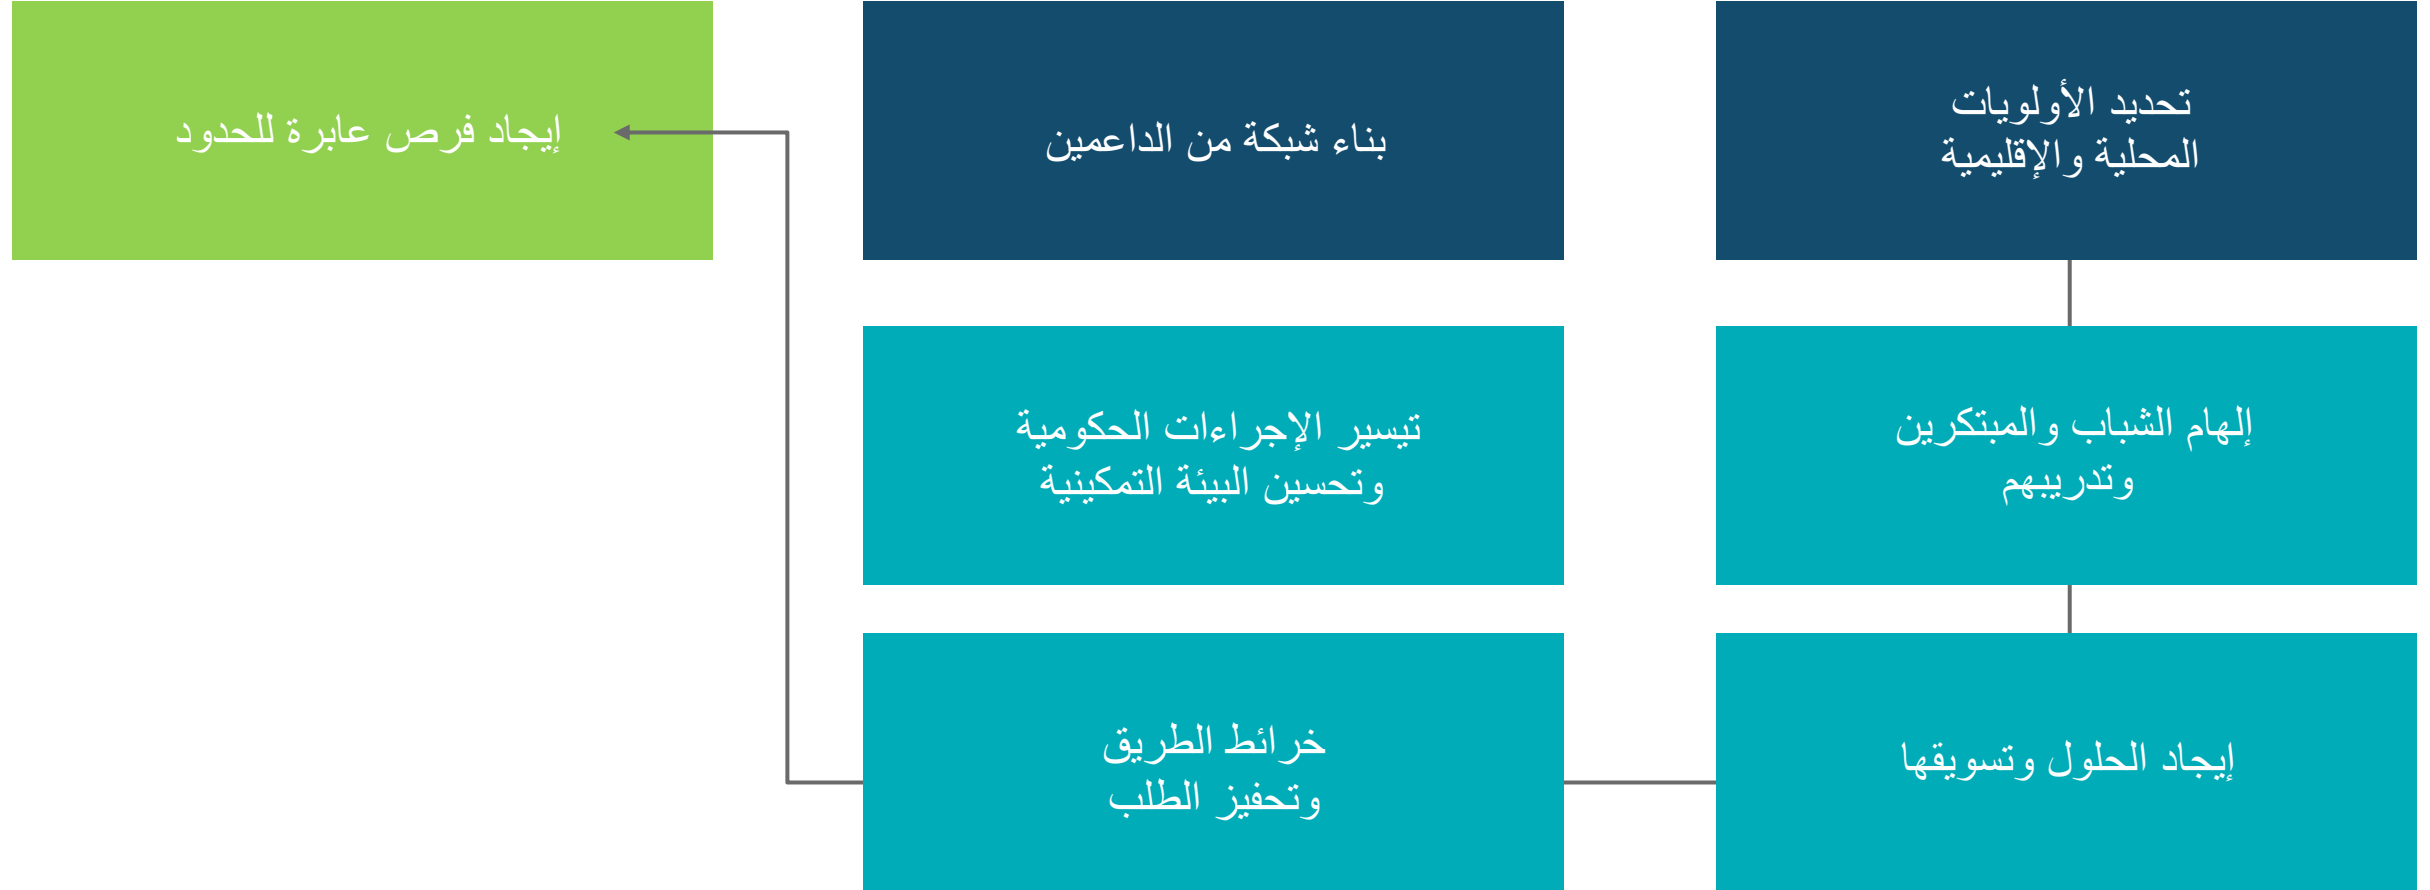 تحديد الأولويات
المحلية والإقليمية
بناء شبكة من الداعمين
إيجاد فرص عابرة للحدود
إلهام الشباب والمبتكرين
وتدريبهم
تيسير الإجراءات الحكومية
وتحسين البيئة التمكينية
إيجاد الحلول وتسويقها
خرائط الطريق
وتحفيز الطلب